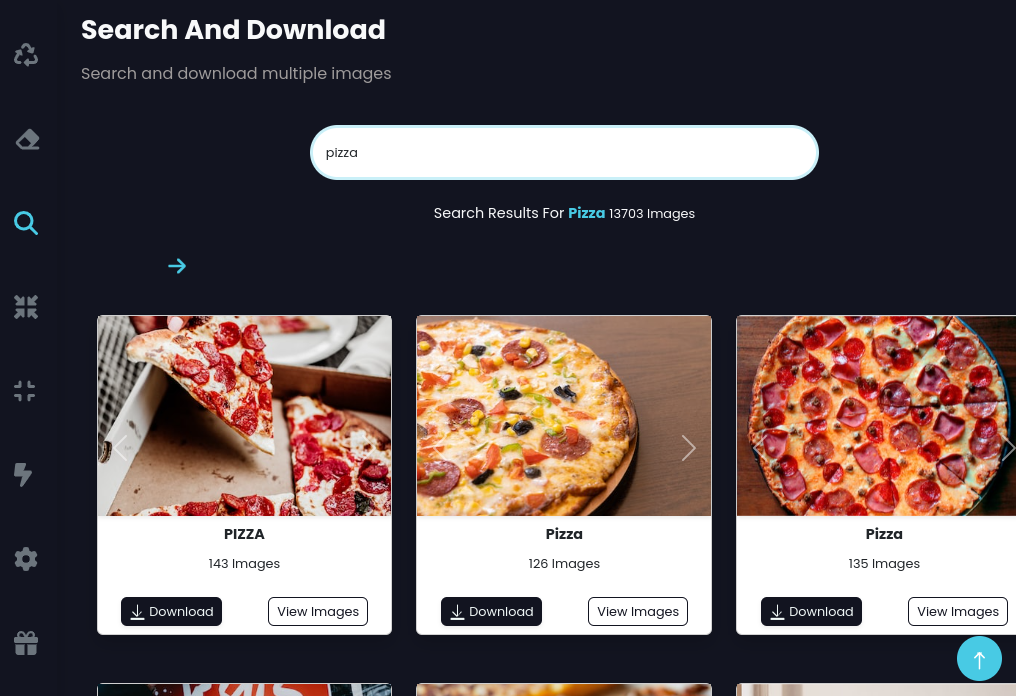 Search And Download
Search and download multiple images
pizza
Search Results For Pizza 13703 Images
PIZZA
143 Images
Download
View Images
Pizza
126 Images
Download
View Images
Pizza
135 Images
Download
View Images